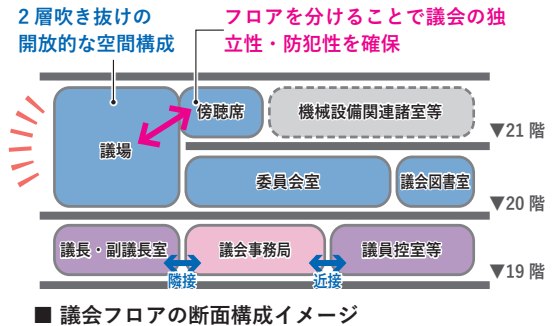 2層吹き抜けの
開放的な空間構成
フロアを分けることで議会の独
立性・防犯性を確保
傍聴席
機械設備関連諸室等
議場
▼21階
委員会室
議会図書室
▼20階
議長・副議長室
議会事務局
議員控室等
隣接
近接
▼19階
■ 議会フロアの断面構成イメージ